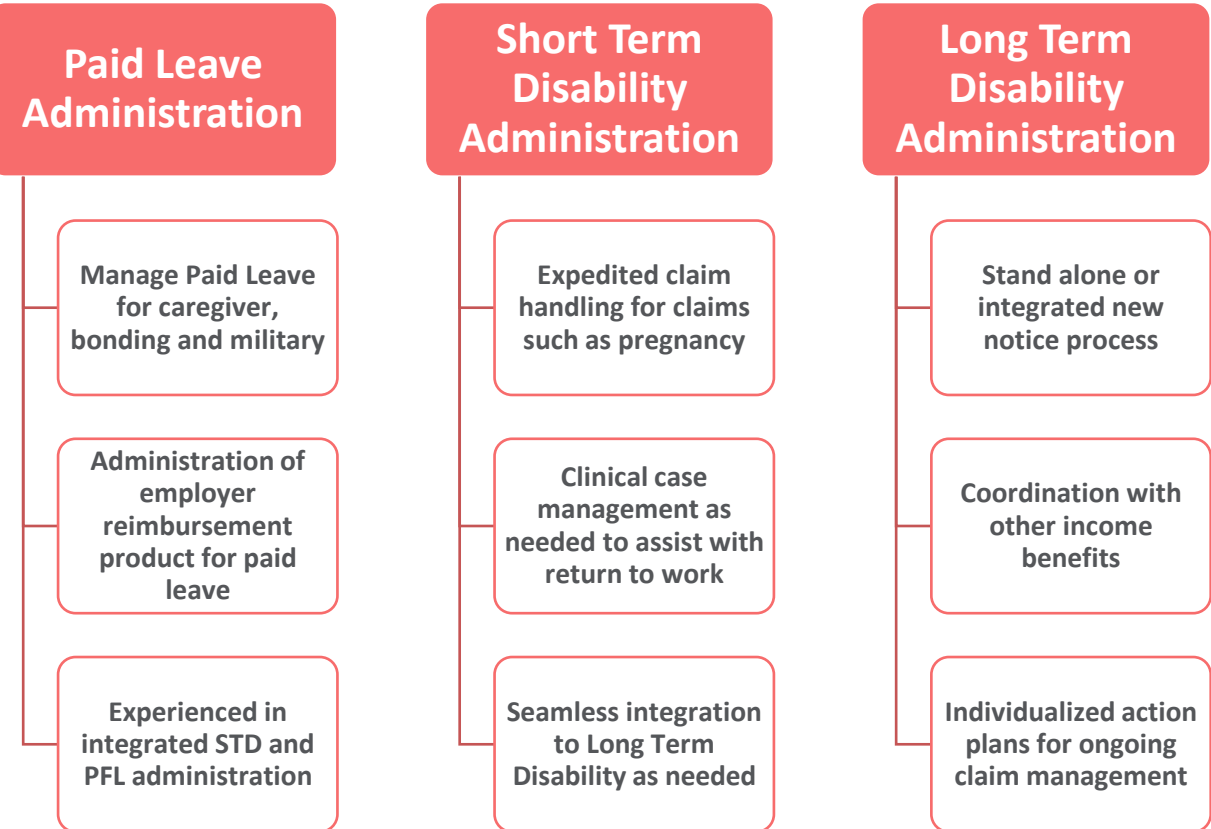 Paid Leave
Administration
Manage Paid Leave
for caregiver,
bonding and military
Administration of
employer
reimbursement
product for paid
leave
Experienced in
integrated STD and
PFL administration
Short Term
Disability
Administration
Expedited claim
handling for claims
such as pregnancy
Clinical case
management as
needed to assist with
return to work
Seamless integration
to Long Term
Disability as needed
Long Term
Disability
Administration
Stand alone or
integrated new
notice process
Coordination with
other income
benefits
Individualized action
plans for ongoing
claim management